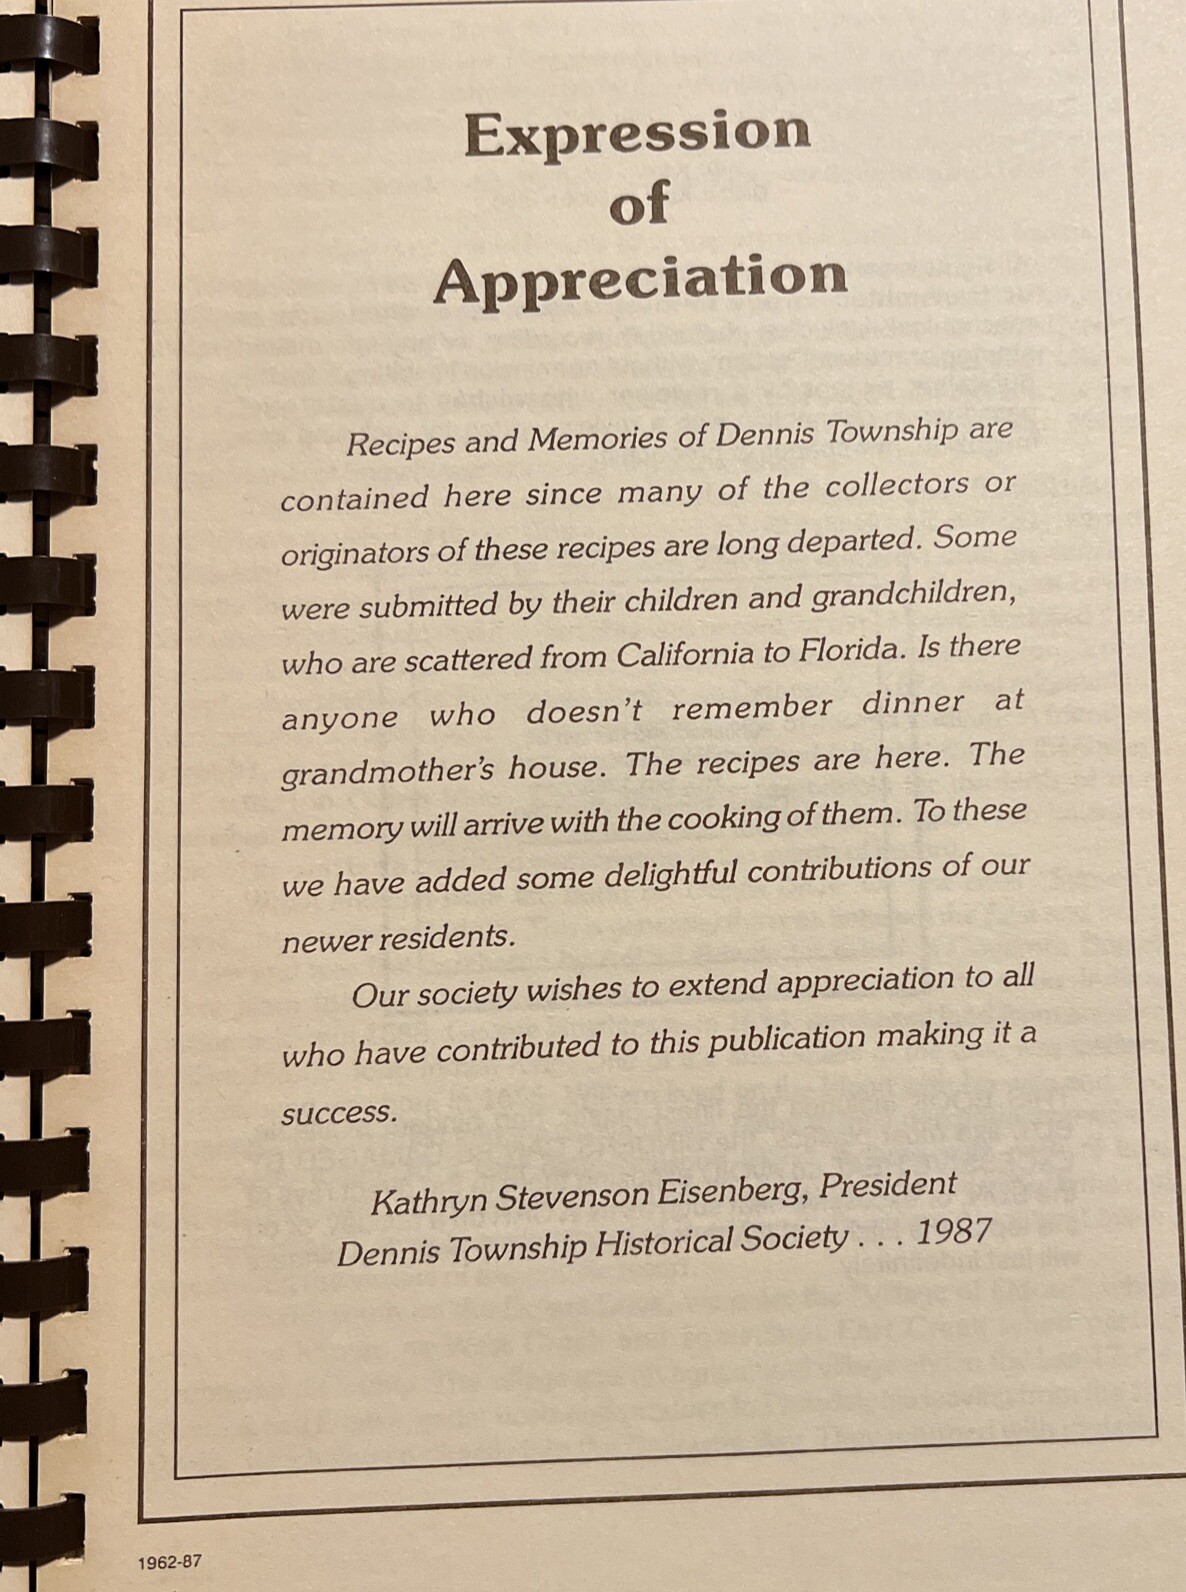 Expression
of
Appreciation
Recipes and Memories of Dennis Township are
contained here since many of the collectors or
originators of these recipes are long departed. Some
were submitted by their children and grandchildren,
who are scattered from California to Florida. Is there
anyone who doesn't remember dinner at
grandmother's house. The recipes are here. The
memory will arrive with the cooking of them. To these
we have added some delightful contributions of our
newer residents.
Our society wishes to extend appreciation to all
who have contributed to this publication making it a
success.
Kathryn Stevenson Eisenberg, President
Dennis Township Historical Society . . . 1987
1962-87